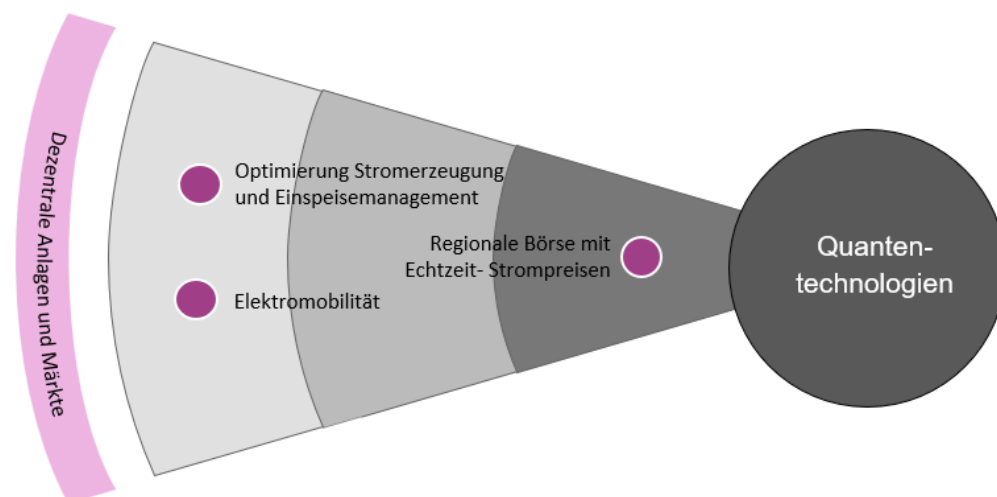 Dezentrale Anlagen und Märkte
Optimierung Stromerzeugung
und Einspeisemanagement
Elektromobilität
Regionale Börse mit
Echtzeit- Strompreisen
Quanten-
technologien